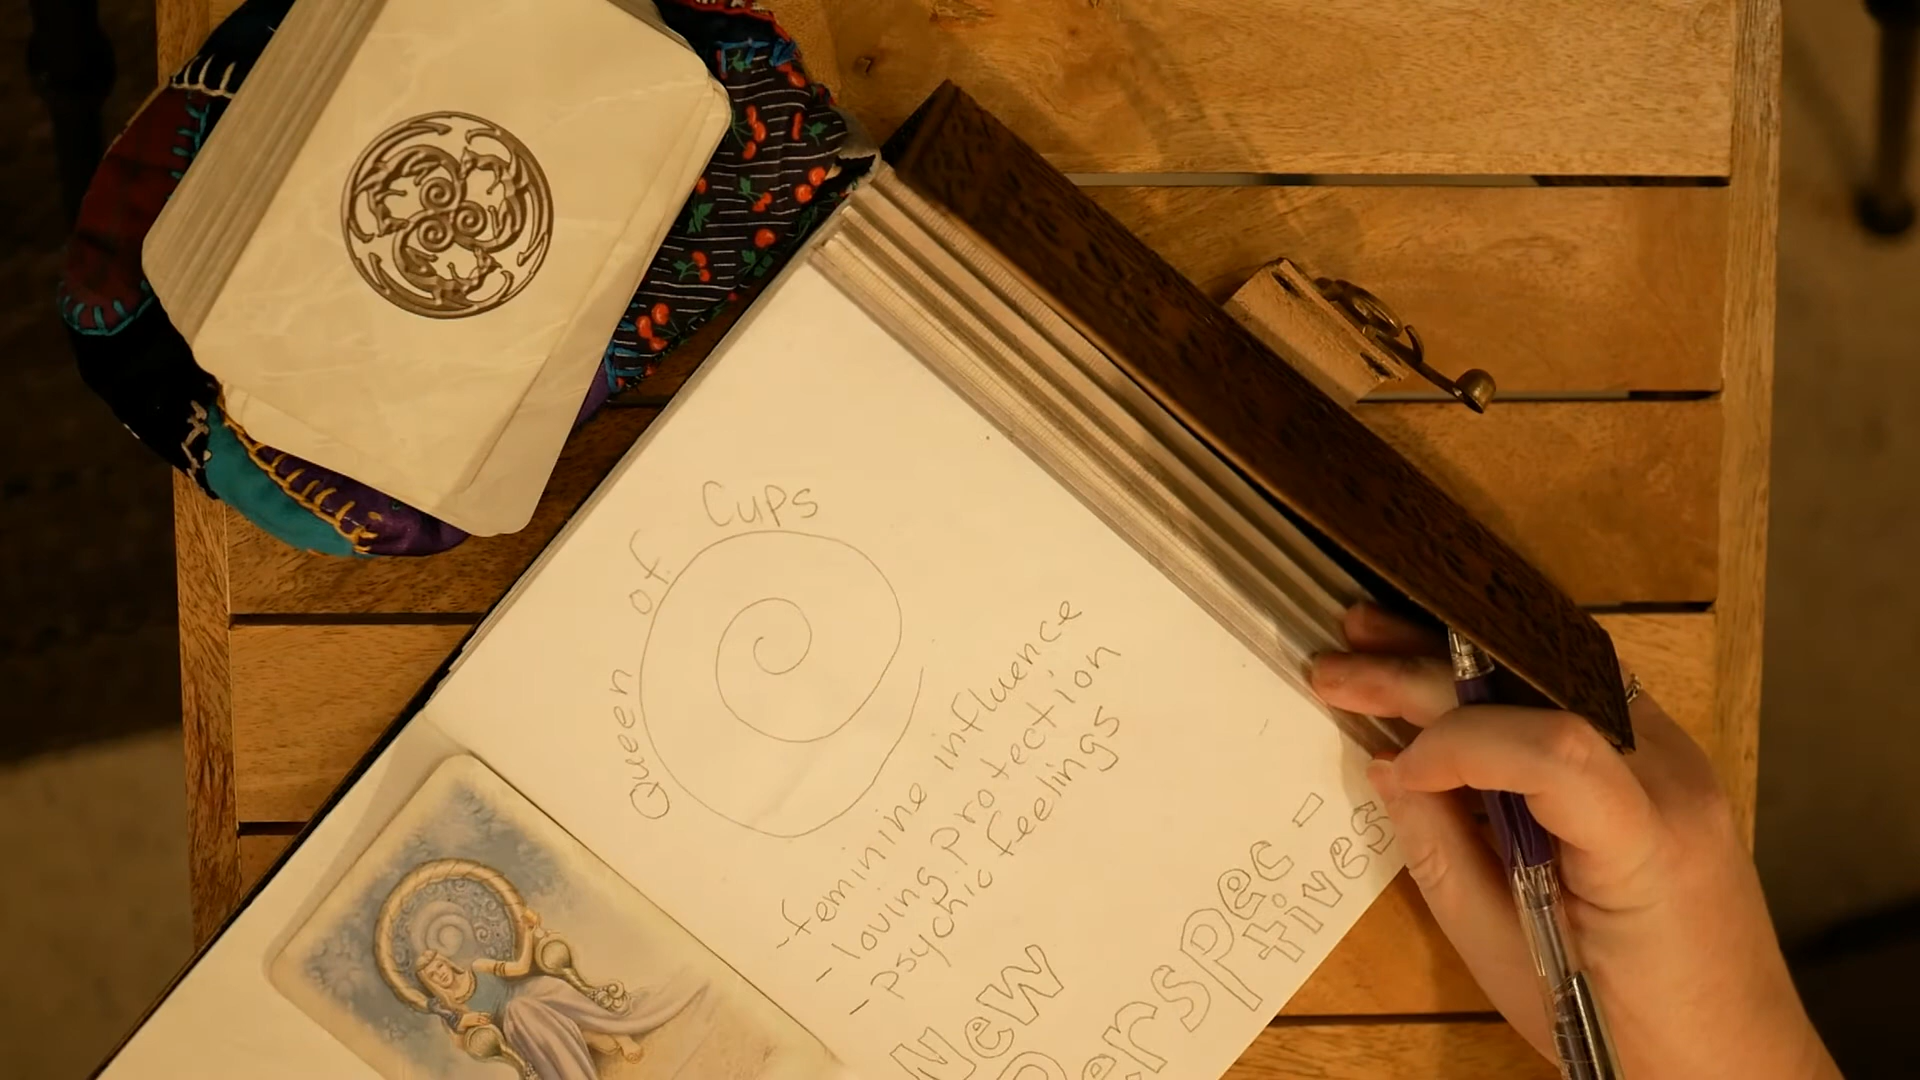 Queen of Cups
-feminine influence
-loving protection
-psychic feelings
New
Perspec-
tives